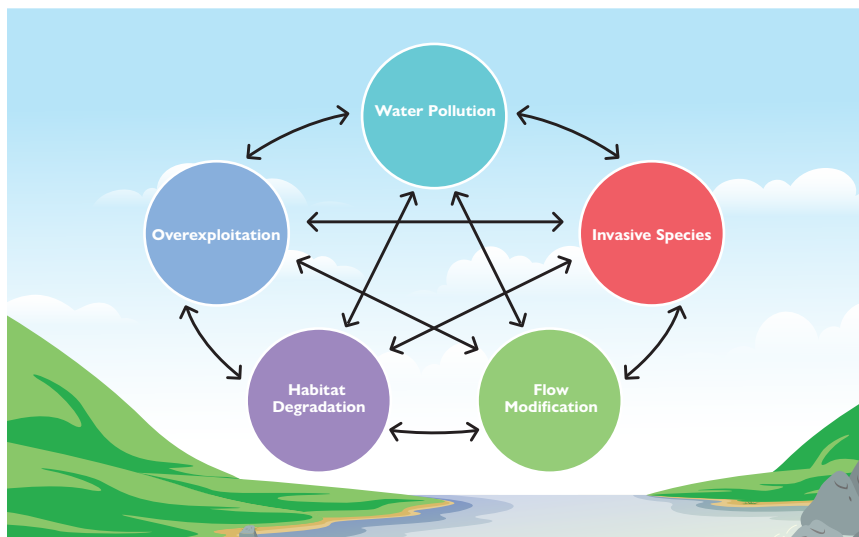 Water Pollution
Overexploitation
Invasive Species
Habitat
Degradation
Flow
Modification